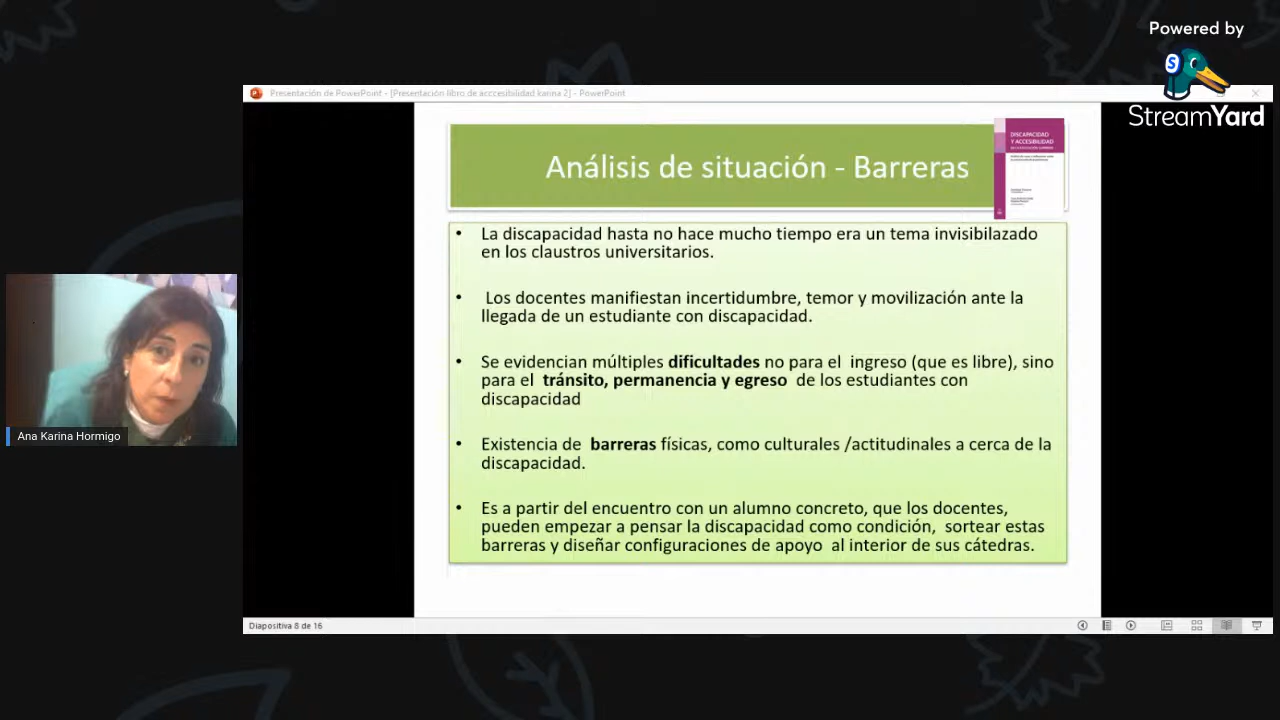 Powered by
StreamYard
Presentación de PowerPoint - [Presentación libro de acccesibilidad karina 2] - PowerPoint
Análisis de situación - Barreras
DISCAPACIDAD
Y ACCESIBILIDAD
• La discapacidad hasta no hace mucho tiempo era un tema invisibilazado
en los claustros universitarios.
• Los docentes manifiestan incertidumbre, temor y movilización ante la
llegada de un estudiante con discapacidad.
• Se evidencian múltiples dificultades no para el ingreso (que es libre), sino
para el tránsito, permanencia y egreso de los estudiantes con
discapacidad
• Existencia de barreras físicas, como culturales /actitudinales a cerca de la
discapacidad.
• Es a partir del encuentro con un alumno concreto, que los docentes,
pueden empezar a pensar la discapacidad como condición, sortear estas
barreras y diseñar configuraciones de apoyo al interior de sus cátedras.
Ana Karina Hormigo
Diapositiva 8 de 16